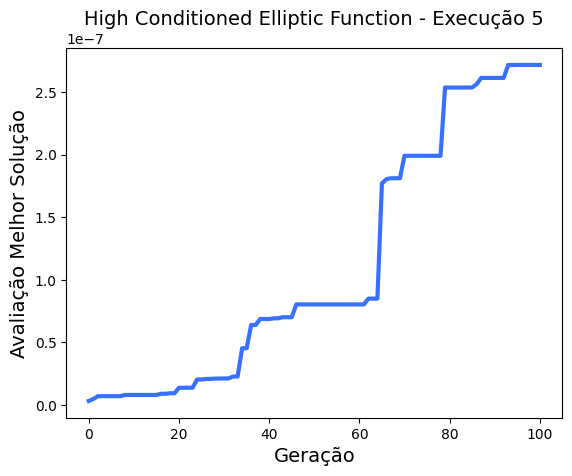 High Conditioned Elliptic Function - Execução 5
1e−7
Avaliação Melhor Solução
2.5
2.0
1.5
1.0
0.5
0.0
0 20 40 60 80 100
Geração